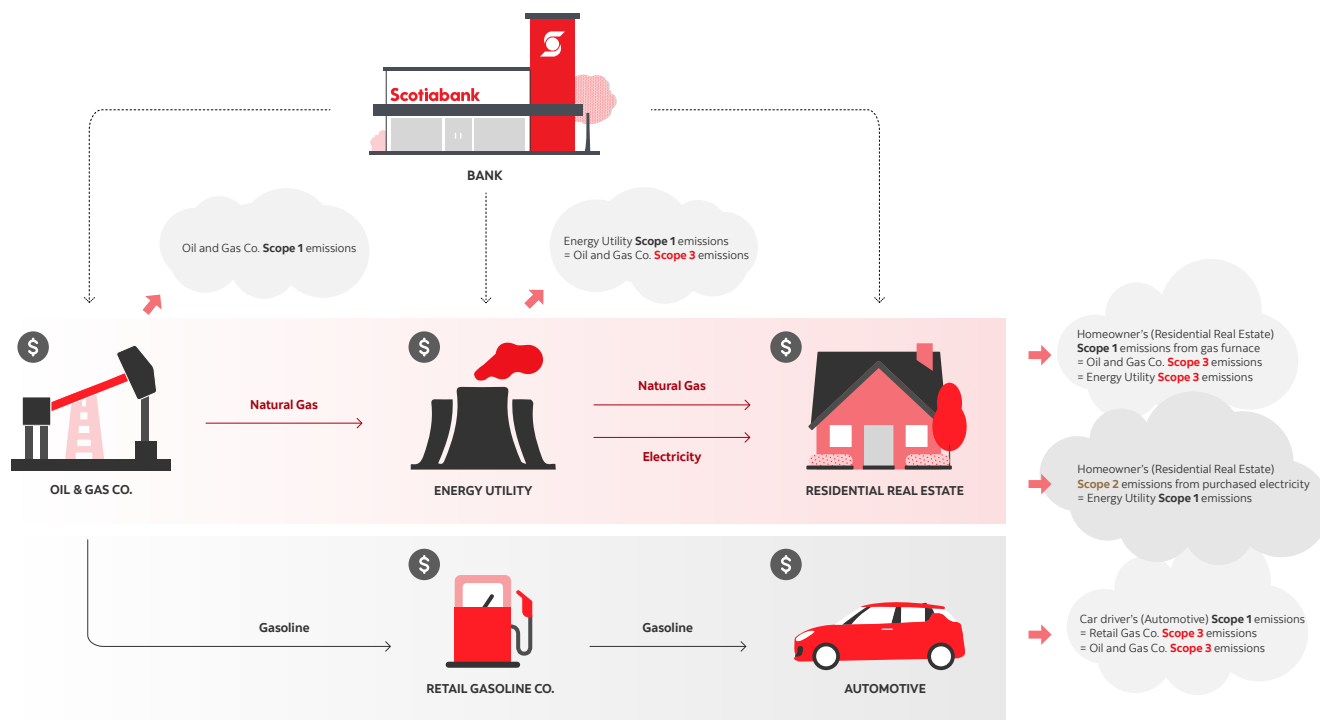 Scotiabank
BANK
Oil and Gas Co. Scope 1 emissions
Energy Utility Scope 1 emissions
= Oil and Gas Co. Scope 3 emissions
$
$
$
Natural Gas
Natural Gas
Electricity
OIL & GAS CO.
ENERGY UTILITY
RESIDENTIAL REAL ESTATE
Homeowner's (Residential Real Estate)
Scope 1 emissions from gas furnace
= Oil and Gas Co. Scope 3 emissions
= Energy Utility Scope 3 emissions
Homeowner's (Residential Real Estate)
Scope 2 emissions from purchased electricity
= Energy Utility Scope 1 emissions
$
$
Gasoline
Gasoline
RETAIL GASOLINE CO.
AUTOMOTIVE
Car driver's (Automotive) Scope 1 emissions
= Retail Gas Co. Scope 3 emissions
= Oil and Gas Co. Scope 3 emissions